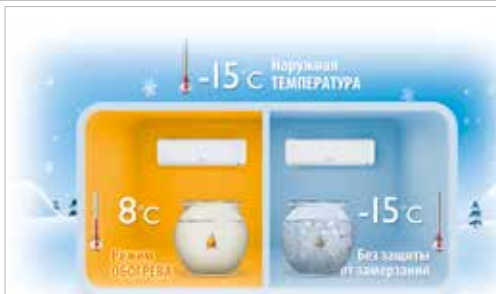 -15°C Наружная
ТЕМПЕРАТУРА
8°C
Режим
ОБОГРЕВА
-15°C
Без защиты
от замерзания